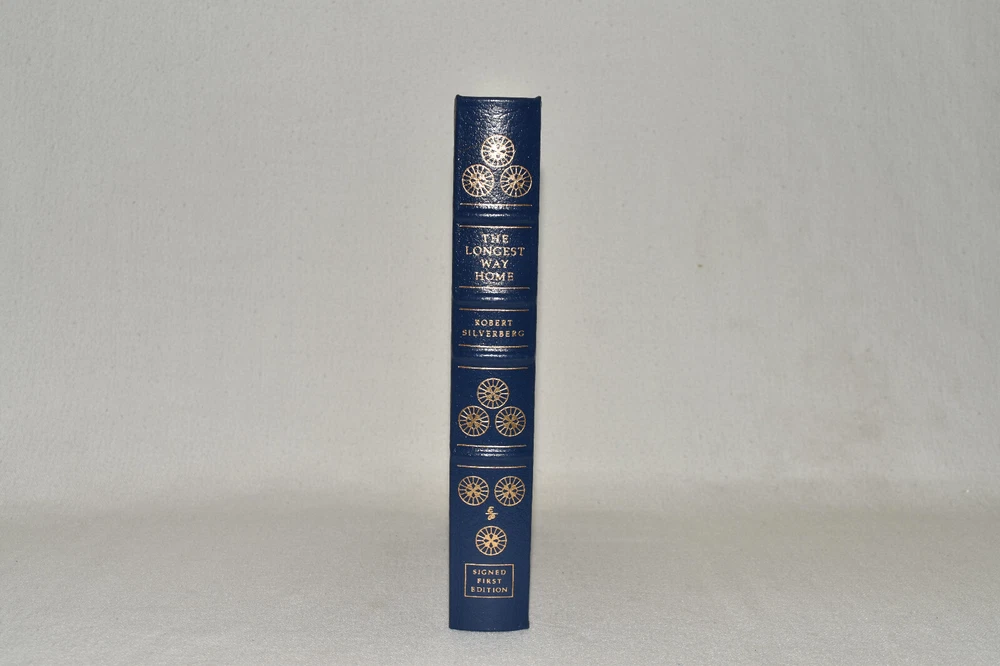 THE
LONGEST
WAY
HOME
ROBERT
SILVERBERG
SIGNED
FIRST
EDITION